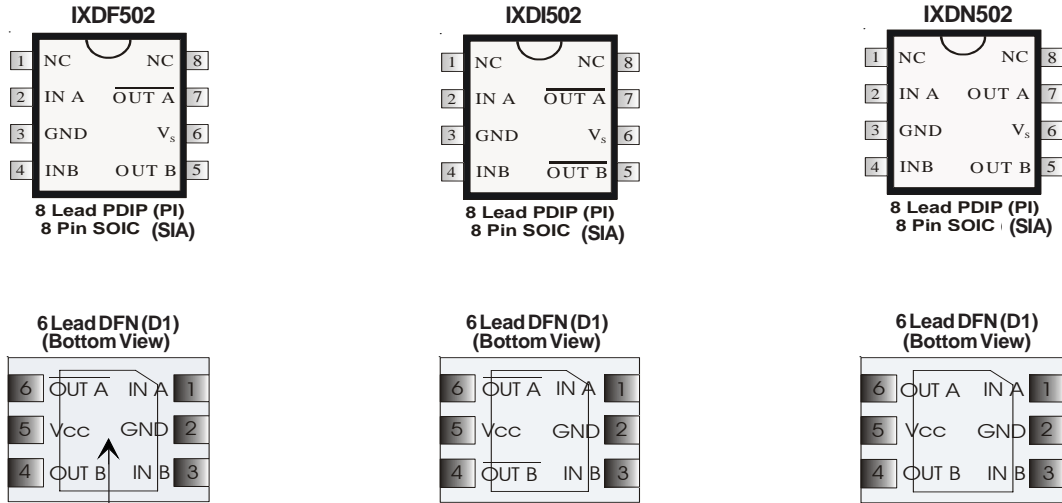 IXDF502
1 NC NC 8
2 IN A O̅U̅T̅ ̅A̅ 7
3 GND Vs 6
4 INB OUT B 5
8 Lead PDIP (PI)
8 Pin SOIC (SIA)
IXDI502
1 NC NC 8
2 IN A O̅U̅T̅ ̅A̅ 7
3 GND Vs 6
4 INB O̅U̅T̅ ̅B̅ 5
8 Lead PDIP (PI)
8 Pin SOIC (SIA)
IXDN502
1 NC NC 8
2 IN A OUT A 7
3 GND Vs 6
4 INB OUT B 5
8 Lead PDIP (PI)
8 Pin SOIC (SIA)
6 Lead DFN (D1)
(Bottom View)
6 O̅U̅T̅ ̅A̅ IN A 1
5 Vcc GND 2
4 OUT B IN B 3
6 Lead DFN (D1)
(Bottom View)
6 O̅U̅T̅ ̅A̅ IN A 1
5 Vcc GND 2
4 O̅U̅T̅ ̅B̅ IN B 3
6 Lead DFN (D1)
(Bottom View)
6 OUT A IN A 1
5 Vcc GND 2
4 OUT B IN B 3